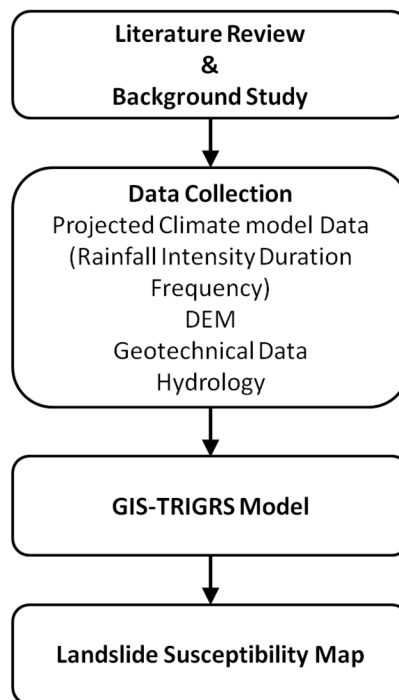 Literature Review
&
Background Study
Data Collection
Projected Climate model Data
(Rainfall Intensity Duration
Frequency)
DEM
Geotechnical Data
Hydrology
GIS-TRIGRS Model
Landslide Susceptibility Map